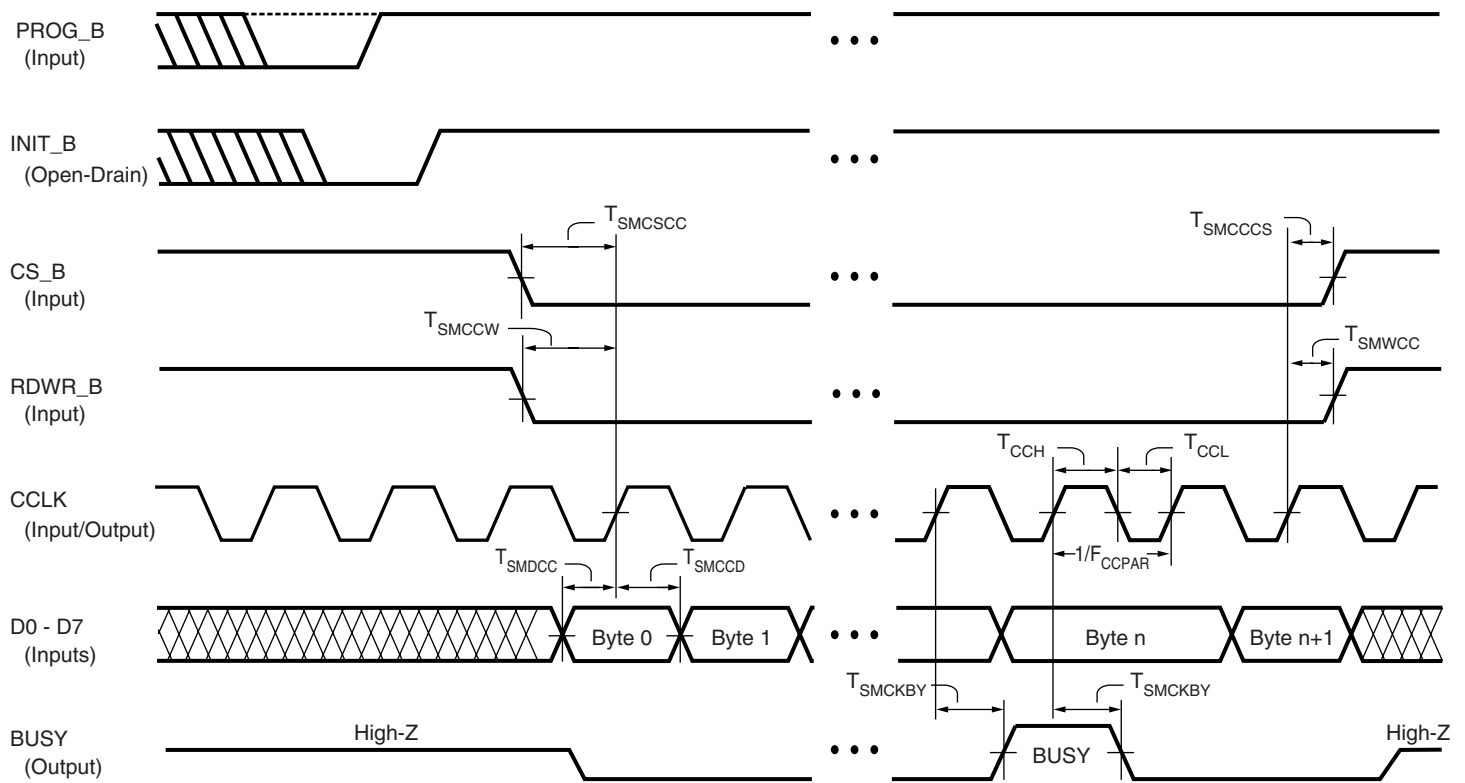 PROG_B
(Input)
INIT_B
(Open-Drain)
T_SMCSCC
T_SMCCCS
CS_B
(Input)
T_SMCCW
T_SMWCC
RDWR_B
(Input)
T_CCH
T_CCL
CCLK
(Input/Output)
T_SMDCC
T_SMCCD
1/F_CCPAR
D0 - D7
(Inputs)
Byte 0
Byte 1
Byte n
Byte n+1
T_SMCKBY
T_SMCKBY
BUSY
(Output)
High-Z
BUSY
High-Z